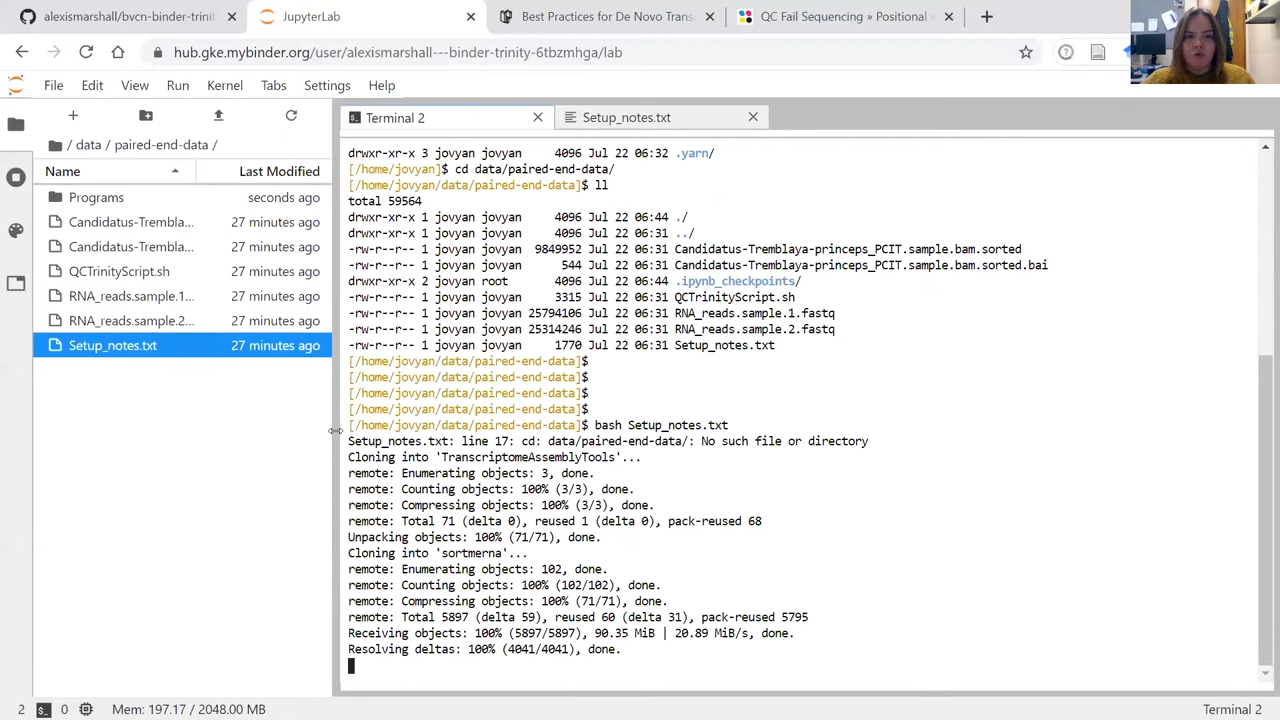 alexismarshall/bvcn-binder-trinit
JupyterLab
Best Practices for De Novo Trans
QC Fail Sequencing » Positional
hub.gke.mybinder.org/user/alexismarshall---binder-trinity-6tbzmhga/lab
File Edit View Run Kernel Tabs Settings Help
Terminal 2
Setup_notes.txt
/ data / paired-end-data /
Name Last Modified
Programs seconds ago
Candidatus-Trembla... 27 minutes ago
Candidatus-Trembla... 27 minutes ago
QCTrinityScript.sh 27 minutes ago
RNA_reads.sample.1... 27 minutes ago
RNA_reads.sample.2... 27 minutes ago
Setup_notes.txt 27 minutes ago
drwxr-xr-x 3 jovyan jovyan 4096 Jul 22 06:32 .yarn/
[/home/jovyan]$ cd data/paired-end-data/
[/home/jovyan/data/paired-end-data]$ ll
total 59564
drwxr-xr-x 1 jovyan jovyan 4096 Jul 22 06:44 ./
drwxr-xr-x 1 jovyan jovyan 4096 Jul 22 06:31 ../
-rw-r--r-- 1 jovyan jovyan 9849952 Jul 22 06:31 Candidatus-Tremblaya-princeps_PCIT.sample.bam.sorted
-rw-r--r-- 1 jovyan jovyan 544 Jul 22 06:31 Candidatus-Tremblaya-princeps_PCIT.sample.bam.sorted.bai
drwxr-xr-x 2 jovyan root 4096 Jul 22 06:44 .ipynb_checkpoints/
-rw-r--r-- 1 jovyan jovyan 3315 Jul 22 06:31 QCTrinityScript.sh
-rw-r--r-- 1 jovyan jovyan 25794106 Jul 22 06:31 RNA_reads.sample.1.fastq
-rw-r--r-- 1 jovyan jovyan 25314246 Jul 22 06:31 RNA_reads.sample.2.fastq
-rw-r--r-- 1 jovyan jovyan 1770 Jul 22 06:31 Setup_notes.txt
[/home/jovyan/data/paired-end-data]$
[/home/jovyan/data/paired-end-data]$
[/home/jovyan/data/paired-end-data]$
[/home/jovyan/data/paired-end-data]$
[/home/jovyan/data/paired-end-data]$ bash Setup_notes.txt
Setup_notes.txt: line 17: cd: data/paired-end-data/: No such file or directory
Cloning into 'TranscriptomeAssemblyTools'...
remote: Enumerating objects: 3, done.
remote: Counting objects: 100% (3/3), done.
remote: Compressing objects: 100% (3/3), done.
remote: Total 71 (delta 0), reused 1 (delta 0), pack-reused 68
Unpacking objects: 100% (71/71), done.
Cloning into 'sortmerna'...
remote: Enumerating objects: 102, done.
remote: Counting objects: 100% (102/102), done.
remote: Compressing objects: 100% (71/71), done.
remote: Total 5897 (delta 59), reused 60 (delta 31), pack-reused 5795
Receiving objects: 100% (5897/5897), 90.35 MiB | 20.89 MiB/s, done.
Resolving deltas: 100% (4041/4041), done.
2 0 Mem: 197.17 / 2048.00 MB
Terminal 2